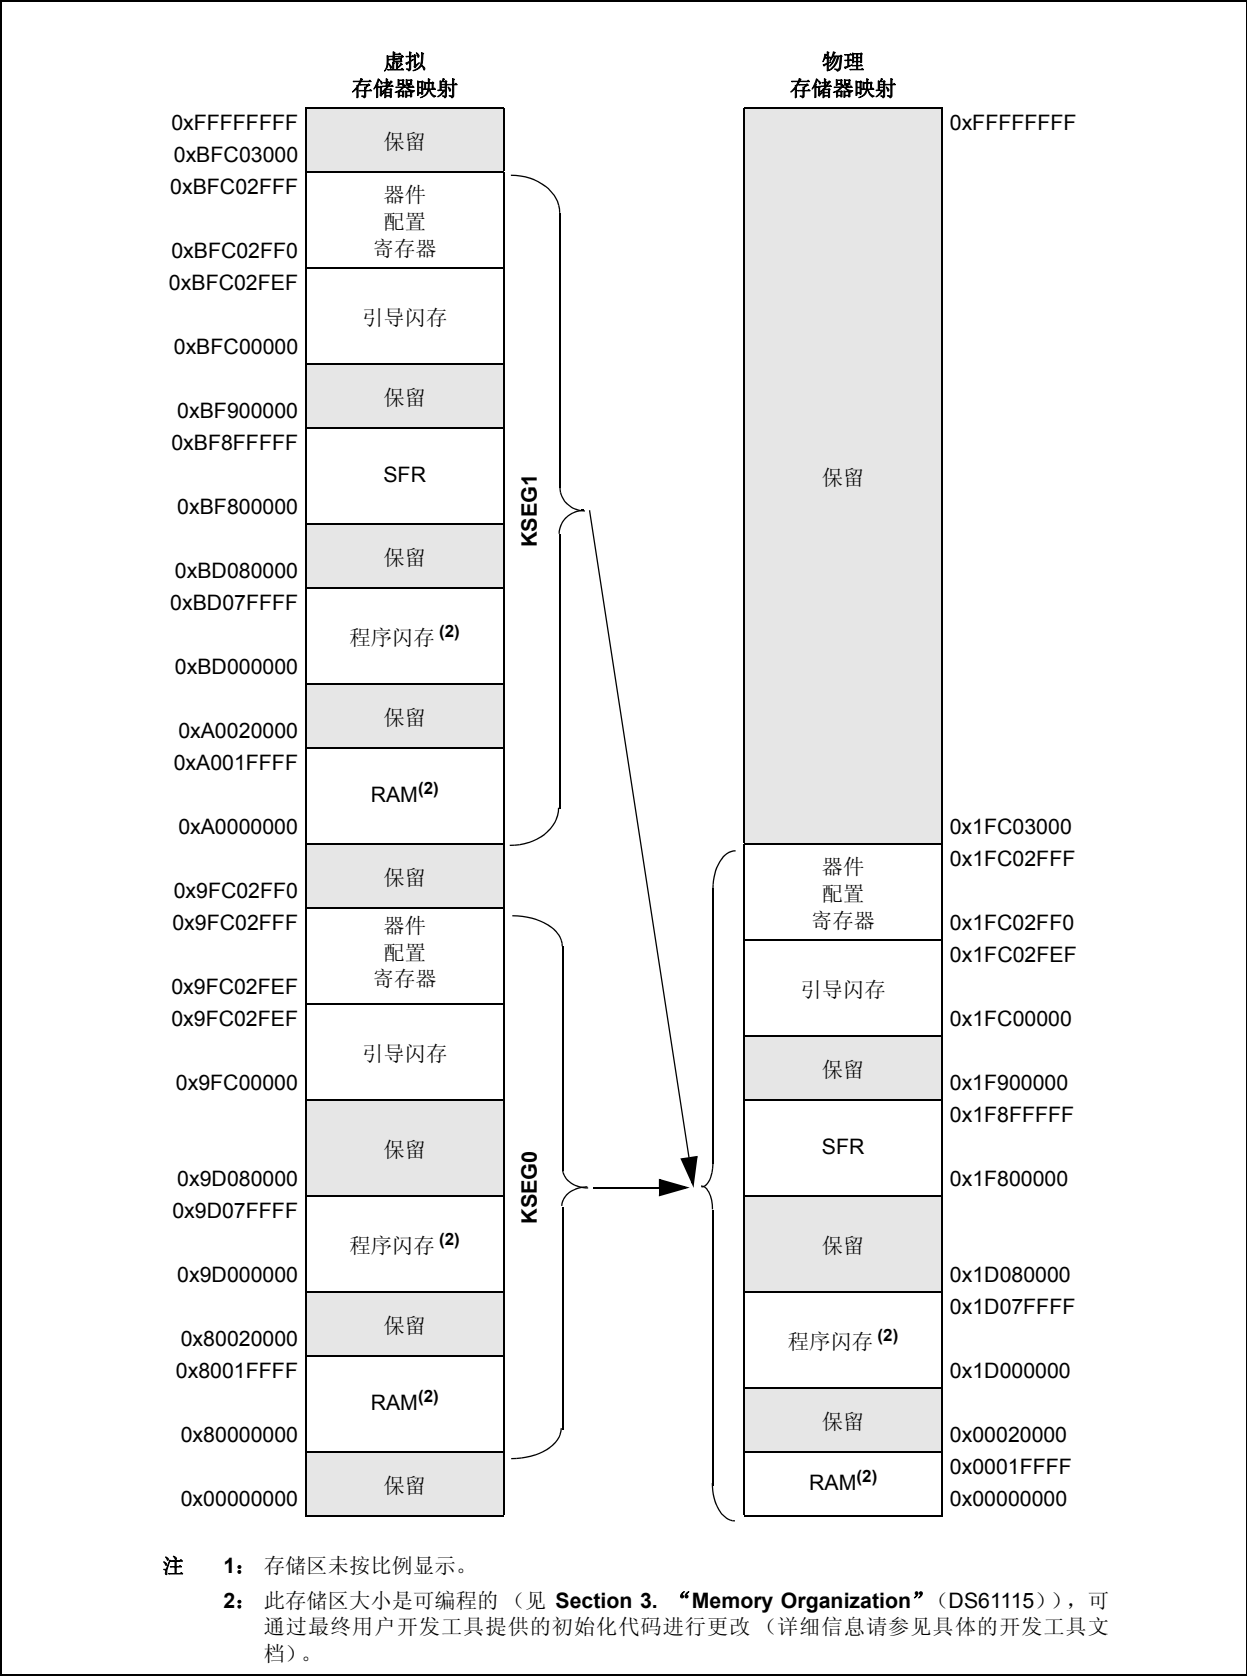 虚拟
存储器映射
0xFFFFFFFF
保留
0xBFC03000
0xBFC02FFF
器件
配置
寄存器
0xBFC02FF0
0xBFC02FEF
引导闪存
0xBFC00000
保留
0xBF900000
0xBF8FFFFF
SFR
0xBF800000
保留
0xBD080000
0xBD07FFFF
程序闪存(2)
0xBD000000
保留
0xA0020000
0xA001FFFF
RAM(2)
0xA0000000
保留
0x9FC02FF0
0x9FC02FFF
器件
配置
寄存器
0x9FC02FEF
0x9FC02FEF
引导闪存
0x9FC00000
保留
0x9D080000
0x9D07FFFF
程序闪存(2)
0x9D000000
保留
0x80020000
0x8001FFFF
RAM(2)
0x80000000
保留
0x00000000
KSEG1
KSEG0
物理
存储器映射
0xFFFFFFFF
保留
0x1FC03000
0x1FC02FFF
器件
配置
寄存器
0x1FC02FF0
0x1FC02FEF
引导闪存
0x1FC00000
保留
0x1F900000
0x1F8FFFFF
SFR
0x1F800000
保留
0x1D080000
0x1D07FFFF
程序闪存(2)
0x1D000000
保留
0x00020000
0x0001FFFF
RAM(2)
0x00000000
注 1： 存储区未按比例显示。
2： 此存储区大小是可编程的（见 Section 3. “Memory Organization”（DS61115）），可
通过最终用户开发工具提供的初始化代码进行更改（详细信息请参见具体的开发工具文
档）。